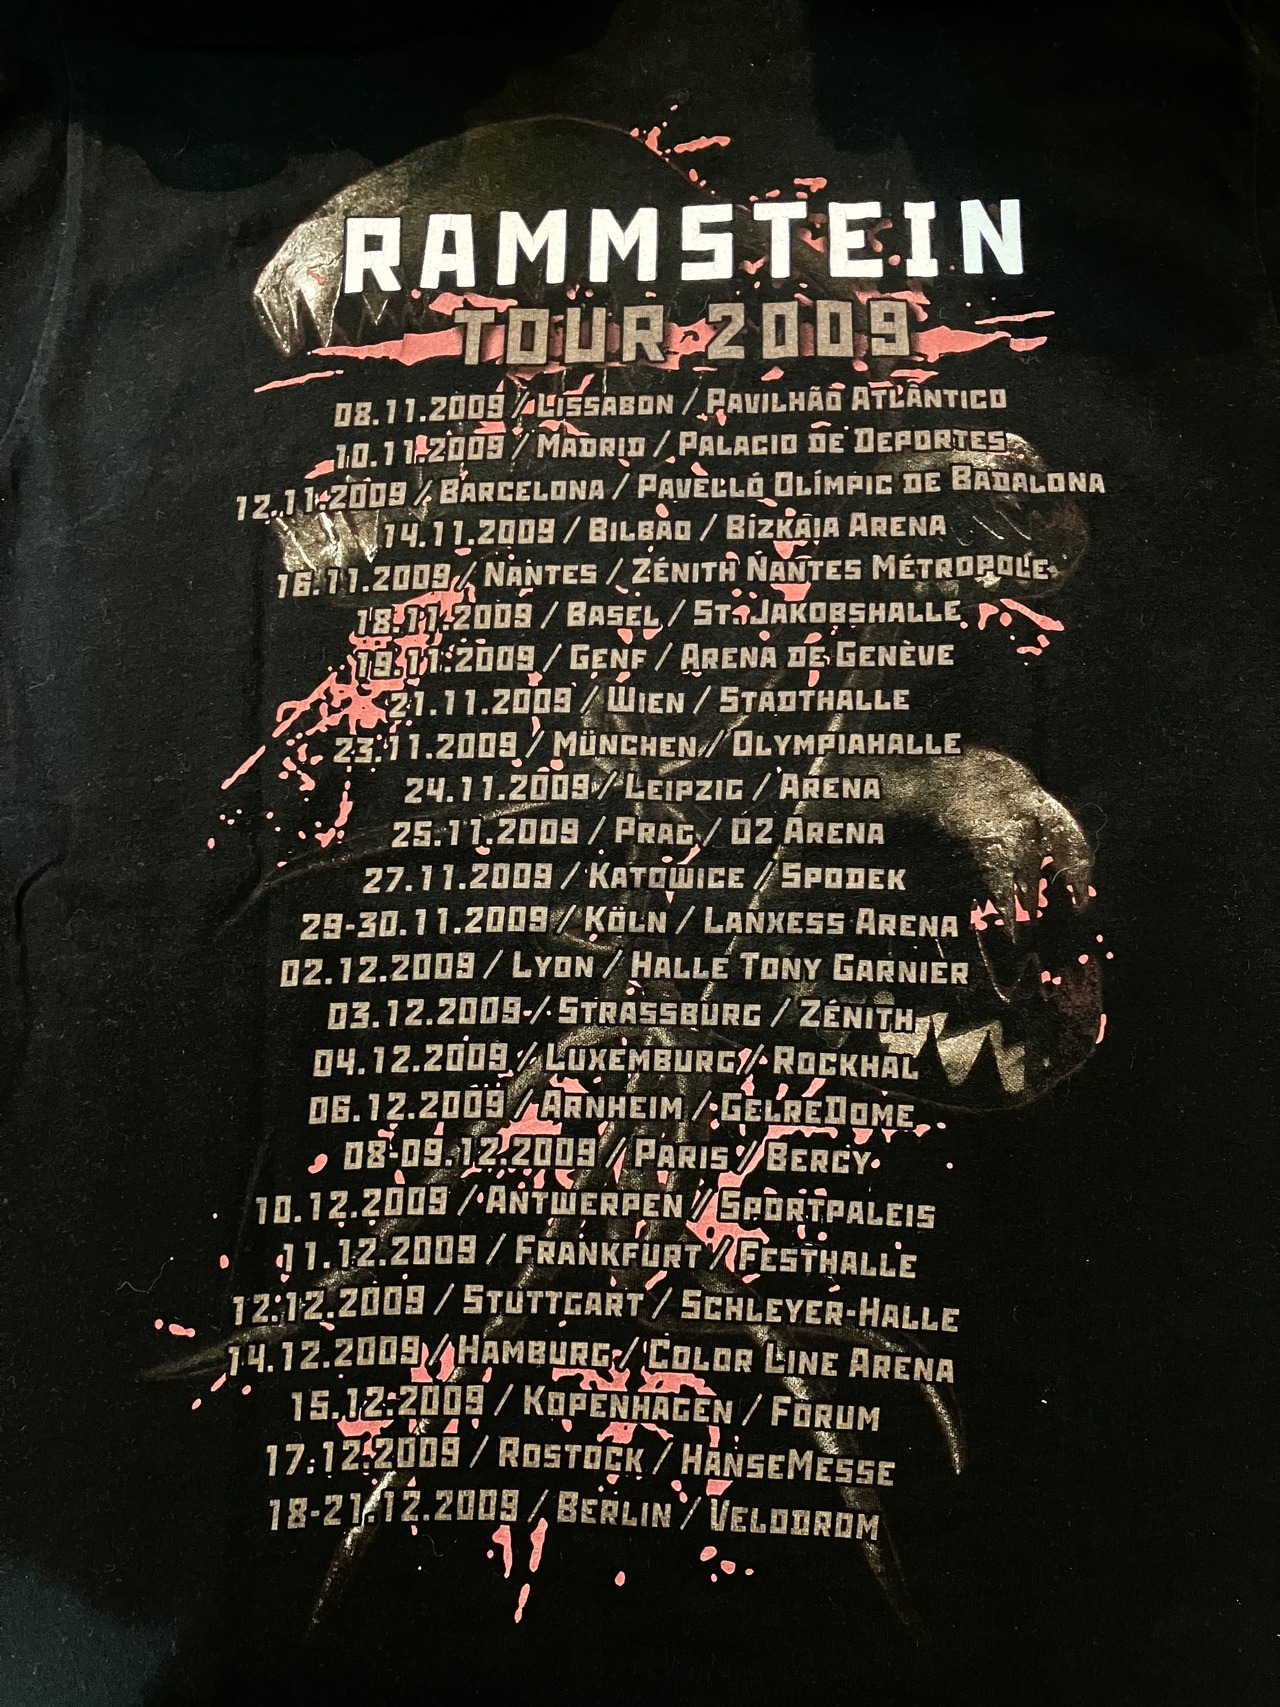 RAMMSTEIN
TOUR 2009
08.11.2009 / LISSABON / PAVILHÃO ATLÂNTICO
10.11.2009 / MADRID / PALACIO DE DEPORTES
12.11.2009 / BARCELONA / PAVELLÓ OLÍMPIC DE BADALONA
14.11.2009 / BILBAO / BIZKAIA ARENA
16.11.2009 / NANTES / ZÉNITH NANTES MÉTROPOLE
18.11.2009 / BASEL / ST. JAKOBSHALLE
19.11.2009 / GENF / ARENA DE GENÈVE
21.11.2009 / WIEN / STADTHALLE
23.11.2009 / MÜNCHEN / OLYMPIAHALLE
24.11.2009 / LEIPZIG / ARENA
25.11.2009 / PRAG / O2 ARENA
27.11.2009 / KATOWICE / SPODEK
29-30.11.2009 / KÖLN / LANXESS ARENA
02.12.2009 / LYON / HALLE TONY GARNIER
03.12.2009 / STRASSBURG / ZÉNITH
04.12.2009 / LUXEMBURG / ROCKHAL
06.12.2009 / ARNHEIM / GELREDOME
08-09.12.2009 / PARIS / BERCY
10.12.2009 / ANTWERPEN / SPORTPALEIS
11.12.2009 / FRANKFURT / FESTHALLE
12.12.2009 / STUTTGART / SCHLEYER-HALLE
14.12.2009 / HAMBURG / COLOR LINE ARENA
15.12.2009 / KOPENHAGEN / FORUM
17.12.2009 / ROSTOCK / HANSEMESSE
18-21.12.2009 / BERLIN / VELODROM